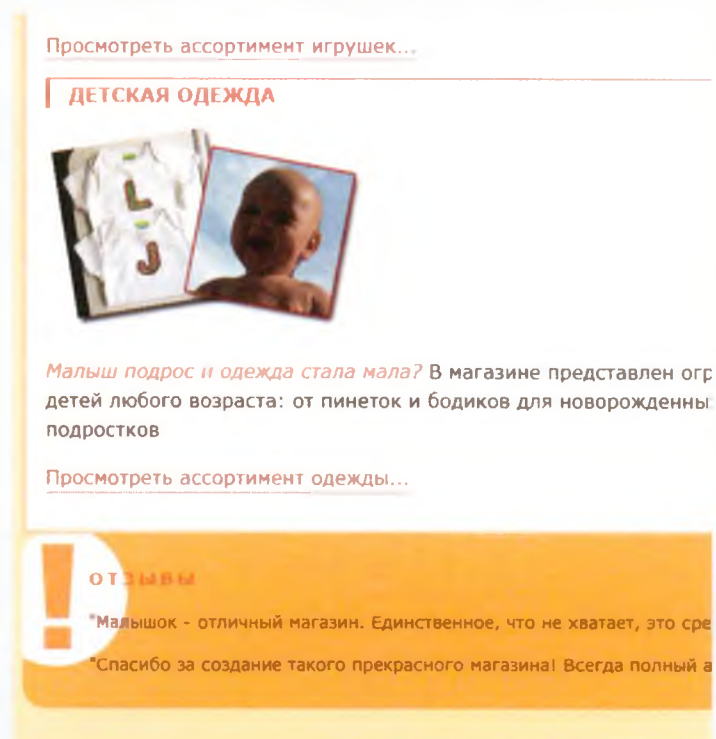 Просмотреть ассортимент игрушек...
ДЕТСКАЯ ОДЕЖДА
L
J
Малыш подрос и одежда стала мала? В магазине представлен огр
детей любого возраста: от пинеток и бодиков для новорожденны
подростков
Просмотреть ассортимент одежды...
!
ОТЗЫВЫ
"Малышок - отличный магазин. Единственное, что не хватает, это сре
"Спасибо за создание такого прекрасного магазина! Всегда полный а